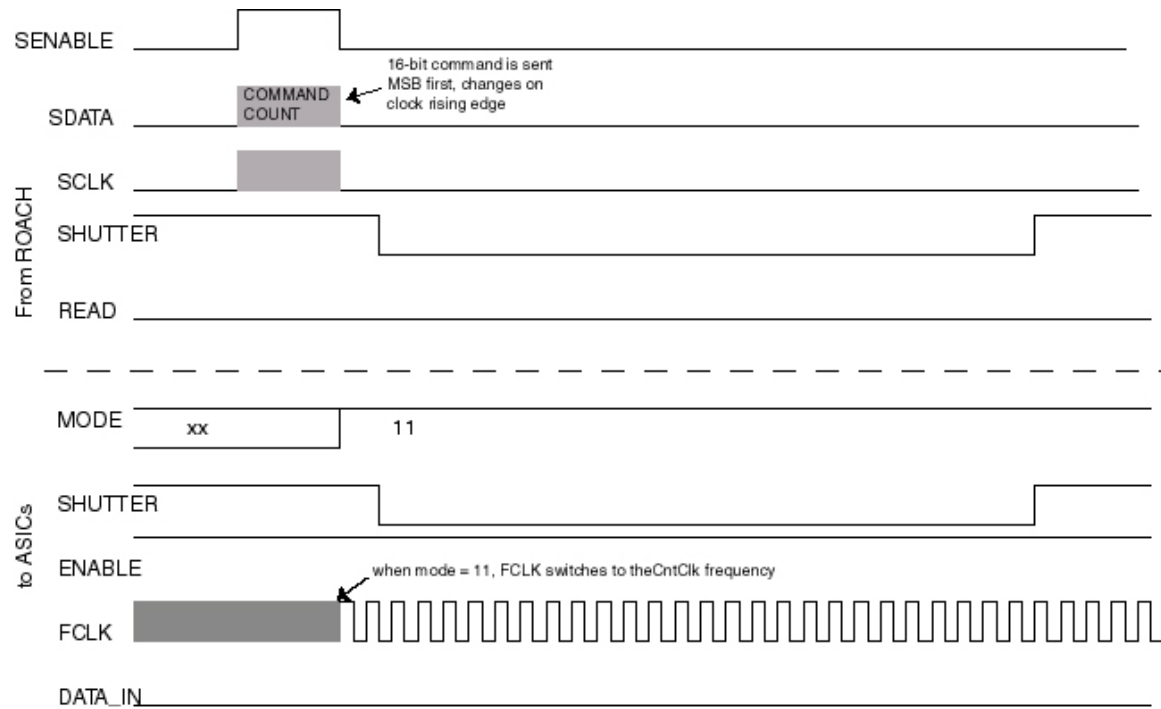 SENABLE
16-bit command is sent
MSB first, changes on
clock rising edge
COMMAND
COUNT
SDATA
SCLK
From ROACH
SHUTTER
READ
MODE
xx
11
SHUTTER
to ASICs
ENABLE
when mode = 11, FCLK switches to theCntClk frequency
FCLK
DATA_IN